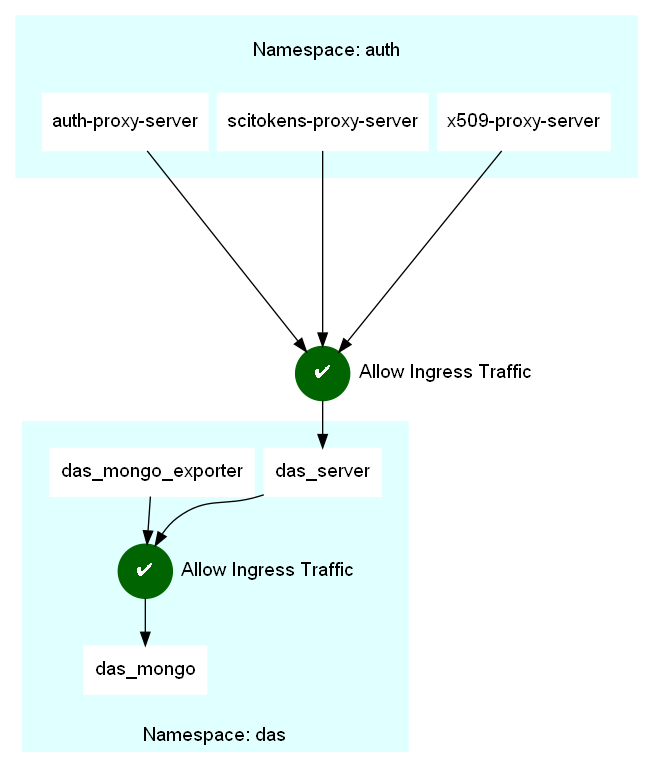 Namespace: auth
auth-proxy-server
scitokens-proxy-server
x509-proxy-server
✔
Allow Ingress Traffic
das_mongo_exporter
das_server
✔
Allow Ingress Traffic
das_mongo
Namespace: das